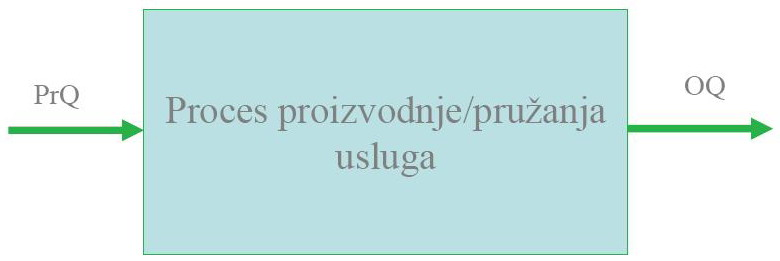 PrQ
Proces proizvodnje/pružanja
usluga
OQ